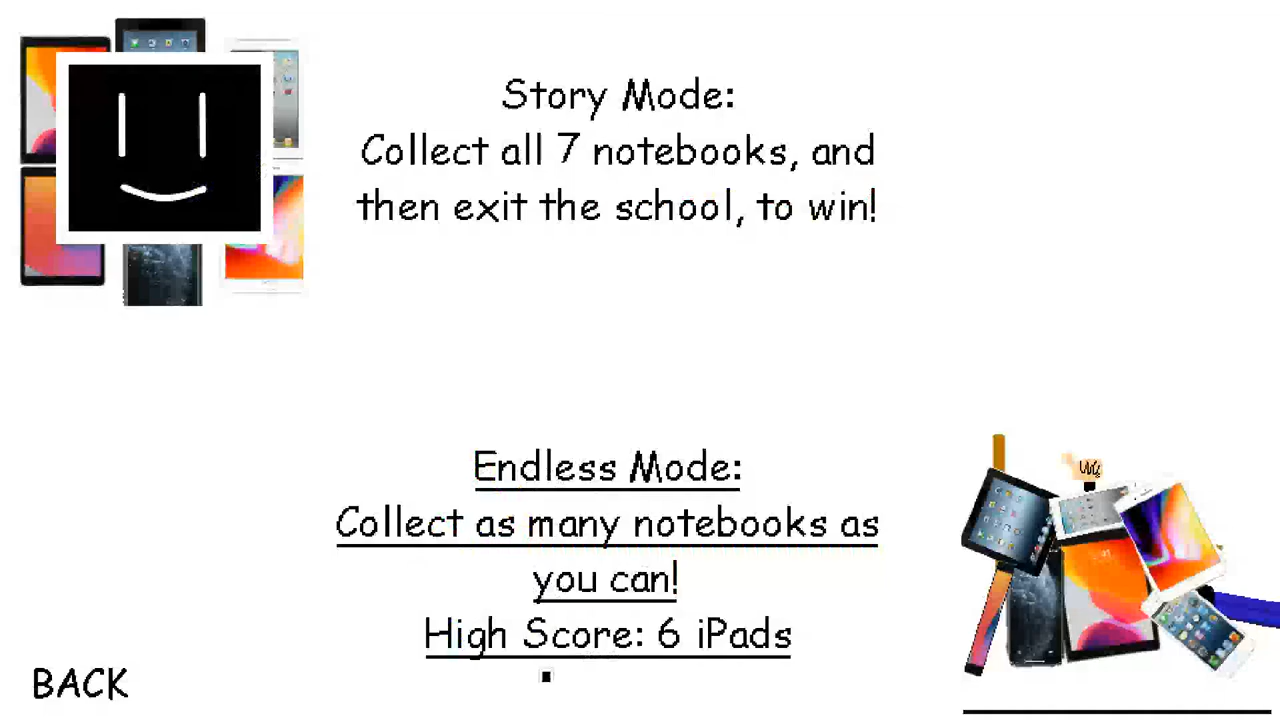 Story Mode:
Collect all 7 notebooks, and
then exit the school, to win!
Endless Mode:
Collect as many notebooks as
you can!
High Score: 6 iPads
BACK